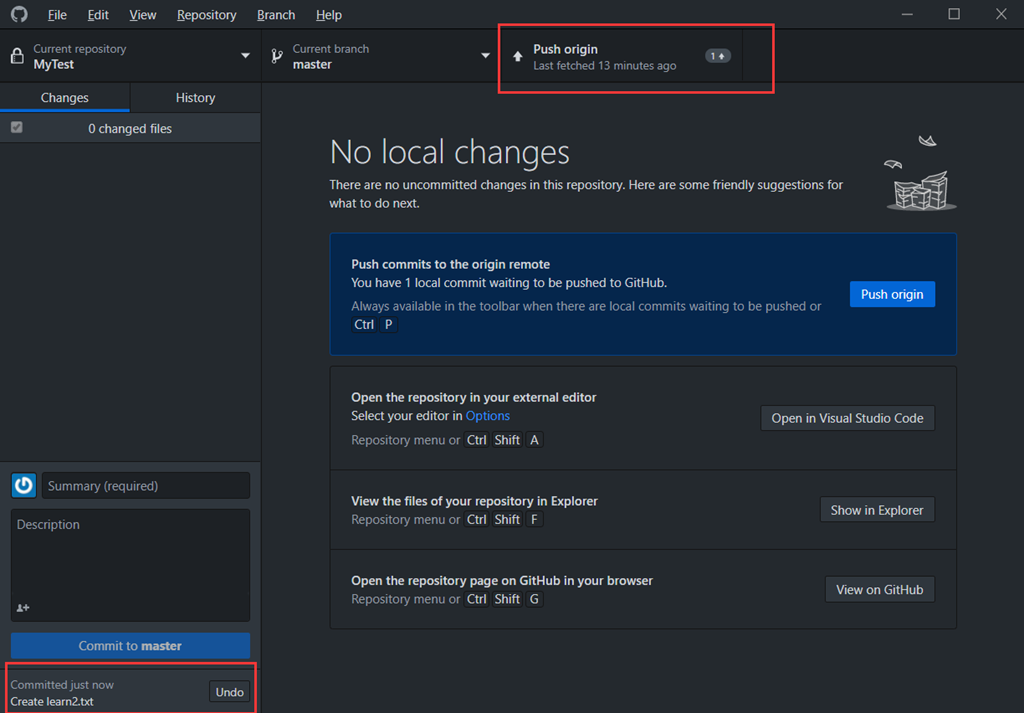 File Edit View Repository Branch Help
Current repository
MyTest
Current branch
master
Push origin
Last fetched 13 minutes ago
1
Changes History
0 changed files
No local changes
There are no uncommitted changes in this repository. Here are some friendly suggestions for
what to do next.
Push commits to the origin remote
You have 1 local commit waiting to be pushed to GitHub.
Always available in the toolbar when there are local commits waiting to be pushed or
Ctrl P
Push origin
Open the repository in your external editor
Select your editor in Options
Repository menu or Ctrl Shift A
Open in Visual Studio Code
View the files of your repository in Explorer
Repository menu or Ctrl Shift F
Show in Explorer
Open the repository page on GitHub in your browser
Repository menu or Ctrl Shift G
View on GitHub
Summary (required)
Description
Commit to master
Committed just now
Create learn2.txt
Undo